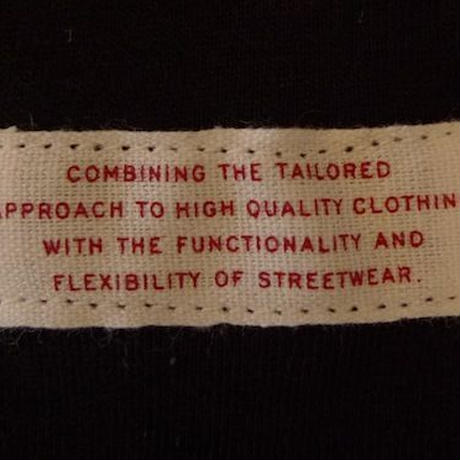 COMBINING THE TAILORED
APPROACH TO HIGH QUALITY CLOTHIN
WITH THE FUNCTIONALITY AND
FLEXIBILITY OF STREETWEAR.